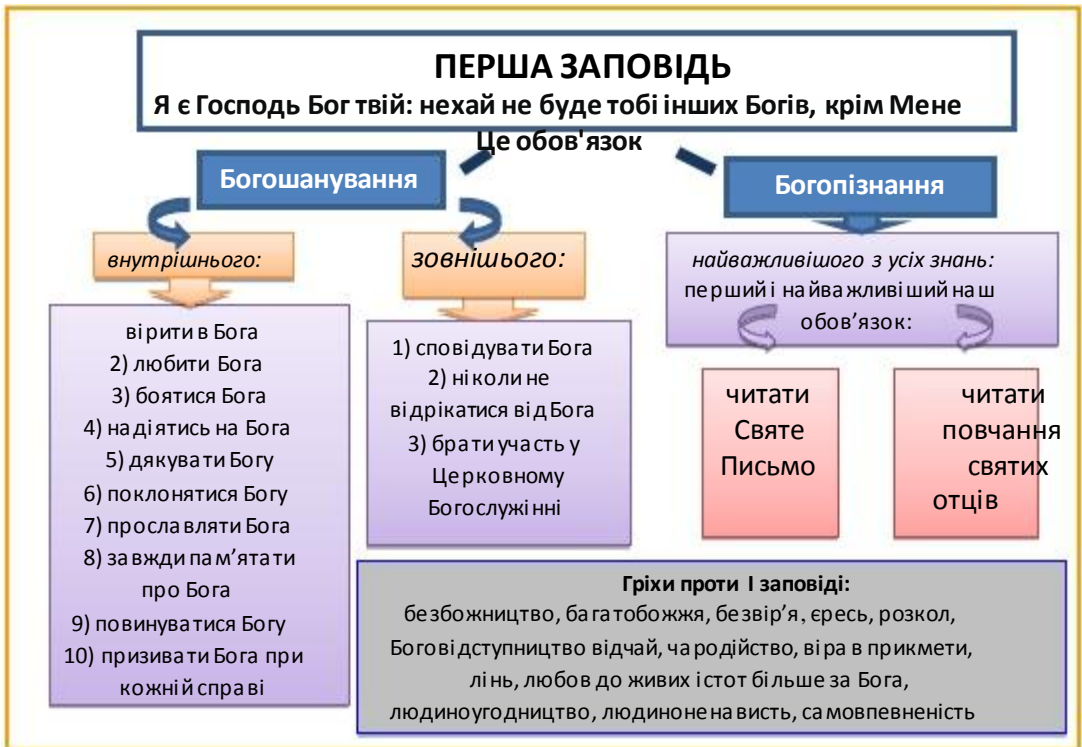 ПЕРША ЗАПОВІДЬ
Я є Господь Бог твій: нехай не буде тобі інших Богів, крім Мене
Це обов'язок
Богошанування
Богопізнання
внутрішнього:
зовнішього:
найважливішого з усіх знань:
перший і найважливіший наш
обов’язок:
вірити в Бога
2) любити Бога
3) боятися Бога
4) надіятись на Бога
5) дякувати Богу
6) поклонятися Богу
7) прославляти Бога
8) завжди пам’ятати
про Бога
9) повинуватися Богу
10) призивати Бога при
кожній справі
1) сповідувати Бога
2) ніколи не
відрікатися від Бога
3) брати участь у
Церковному
Богослужінні
читати
Святе
Письмо
читати
повчання
святих
отців
Гріхи проти І заповіді:
безбожництво, багатобожжя, безвір’я, єресь, розкол,
Боговідступництво відчай, чародійство, віра в прикмети,
лінь, любов до живих істот більше за Бога,
людиноугодництво, людиноненависть, самовпевненість